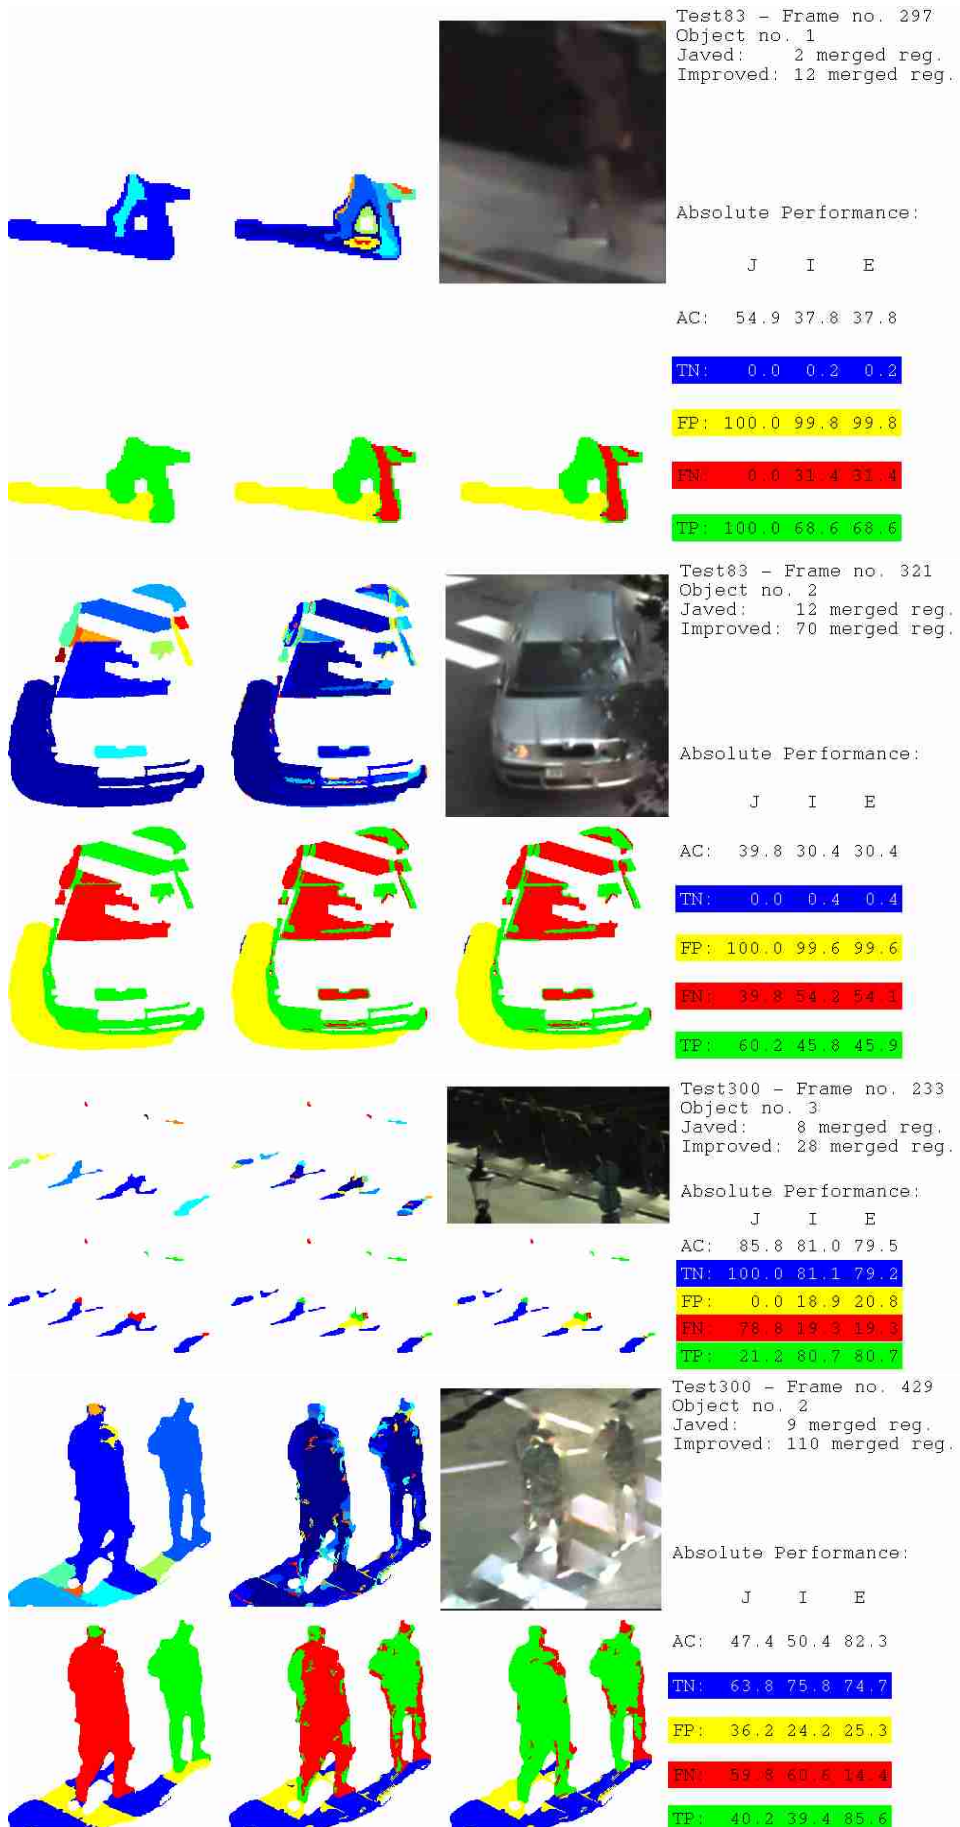 Test83 - Frame no. 297
Object no. 1
Javed: 2 merged reg.
Improved: 12 merged reg.
Absolute Performance:
J I E
AC: 54.9 37.8 37.8
TN: 0.0 0.2 0.2
FP: 100.0 99.8 99.8
FN: 0.0 31.4 31.4
TP: 100.0 68.6 68.6
Test83 - Frame no. 321
Object no. 2
Javed: 12 merged reg.
Improved: 70 merged reg.
Absolute Performance:
J I E
AC: 39.8 30.4 30.4
TN: 0.0 0.4 0.4
FP: 100.0 99.6 99.6
FN: 39.8 54.2 54.1
TP: 60.2 45.8 45.9
Test300 - Frame no. 233
Object no. 3
Javed: 8 merged reg.
Improved: 28 merged reg.
Absolute Performance:
J I E
AC: 85.8 81.0 79.5
TN: 100.0 81.1 79.2
FP: 0.0 18.9 20.8
FN: 78.8 19.3 19.3
TP: 21.2 80.7 80.7
Test300 - Frame no. 429
Object no. 2
Javed: 9 merged reg.
Improved: 110 merged reg.
Absolute Performance:
J I E
AC: 47.4 50.4 82.3
TN: 63.8 75.8 74.7
FP: 36.2 24.2 25.3
FN: 59.8 60.6 14.4
TP: 40.2 39.4 85.6